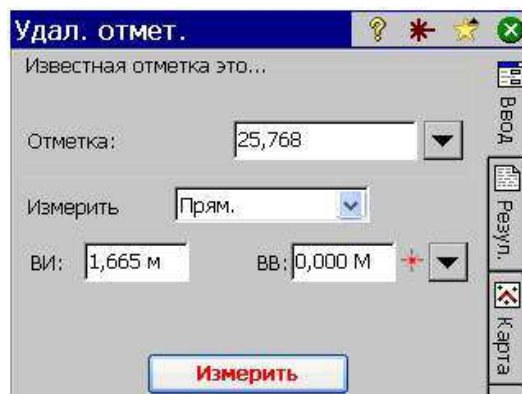 Удал. отмет.
Известная отметка это...
Отметка: 25,768
Измерить Прям.
ВИ: 1,665 м ВВ: 0,000 М
Измерить
Ввод
Резул.
Карта